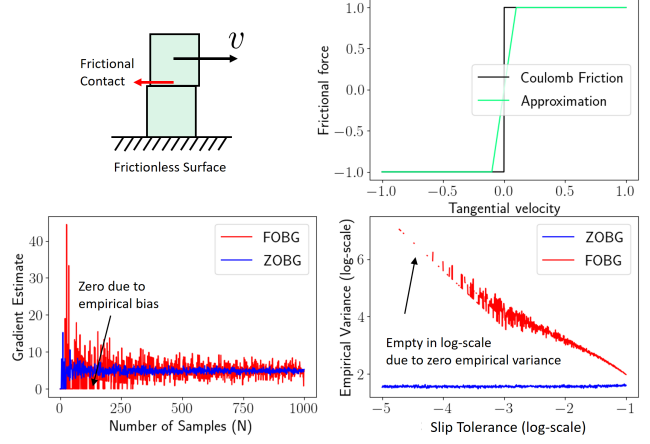 v
Frictional
Contact
Frictionless Surface
Frictional force
1.0
0.5
0.0
−0.5
−1.0
Coulomb Friction
Approximation
−1.0
−0.5
0.0
0.5
1.0
Tangential velocity
Gradient Estimate
40
30
20
10
0
FOBG
ZOBG
Zero due to
empirical bias
0
250
500
750
1000
Number of Samples (N)
Empirical Variance (log-scale)
6
4
2
ZOBG
FOBG
Empty in log-scale
due to zero empirical variance
−5
−4
−3
−2
−1
Slip Tolerance (log-scale)